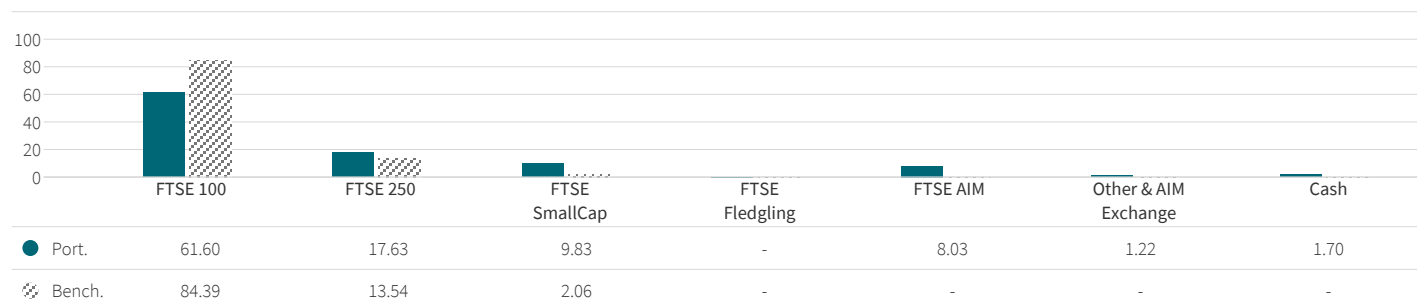 100
80
60
40
20
0
FTSE 100 FTSE 250 FTSE SmallCap FTSE Fledgling FTSE AIM Other & AIM Exchange Cash
Port. 61.60 17.63 9.83 - 8.03 1.22 1.70
Bench. 84.39 13.54 2.06 - - - -